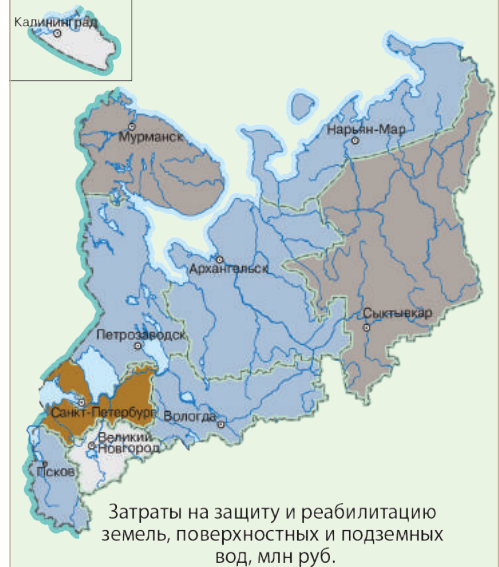 Калининград
Мурманск
Нарьян-Мар
Архангельск
Сыктывкар
Петрозаводск
Санкт-Петербург
Вологда
Великий
Новгород
Псков
Затраты на защиту и реабилитацию
земель, поверхностных и подземных
вод, млн руб.